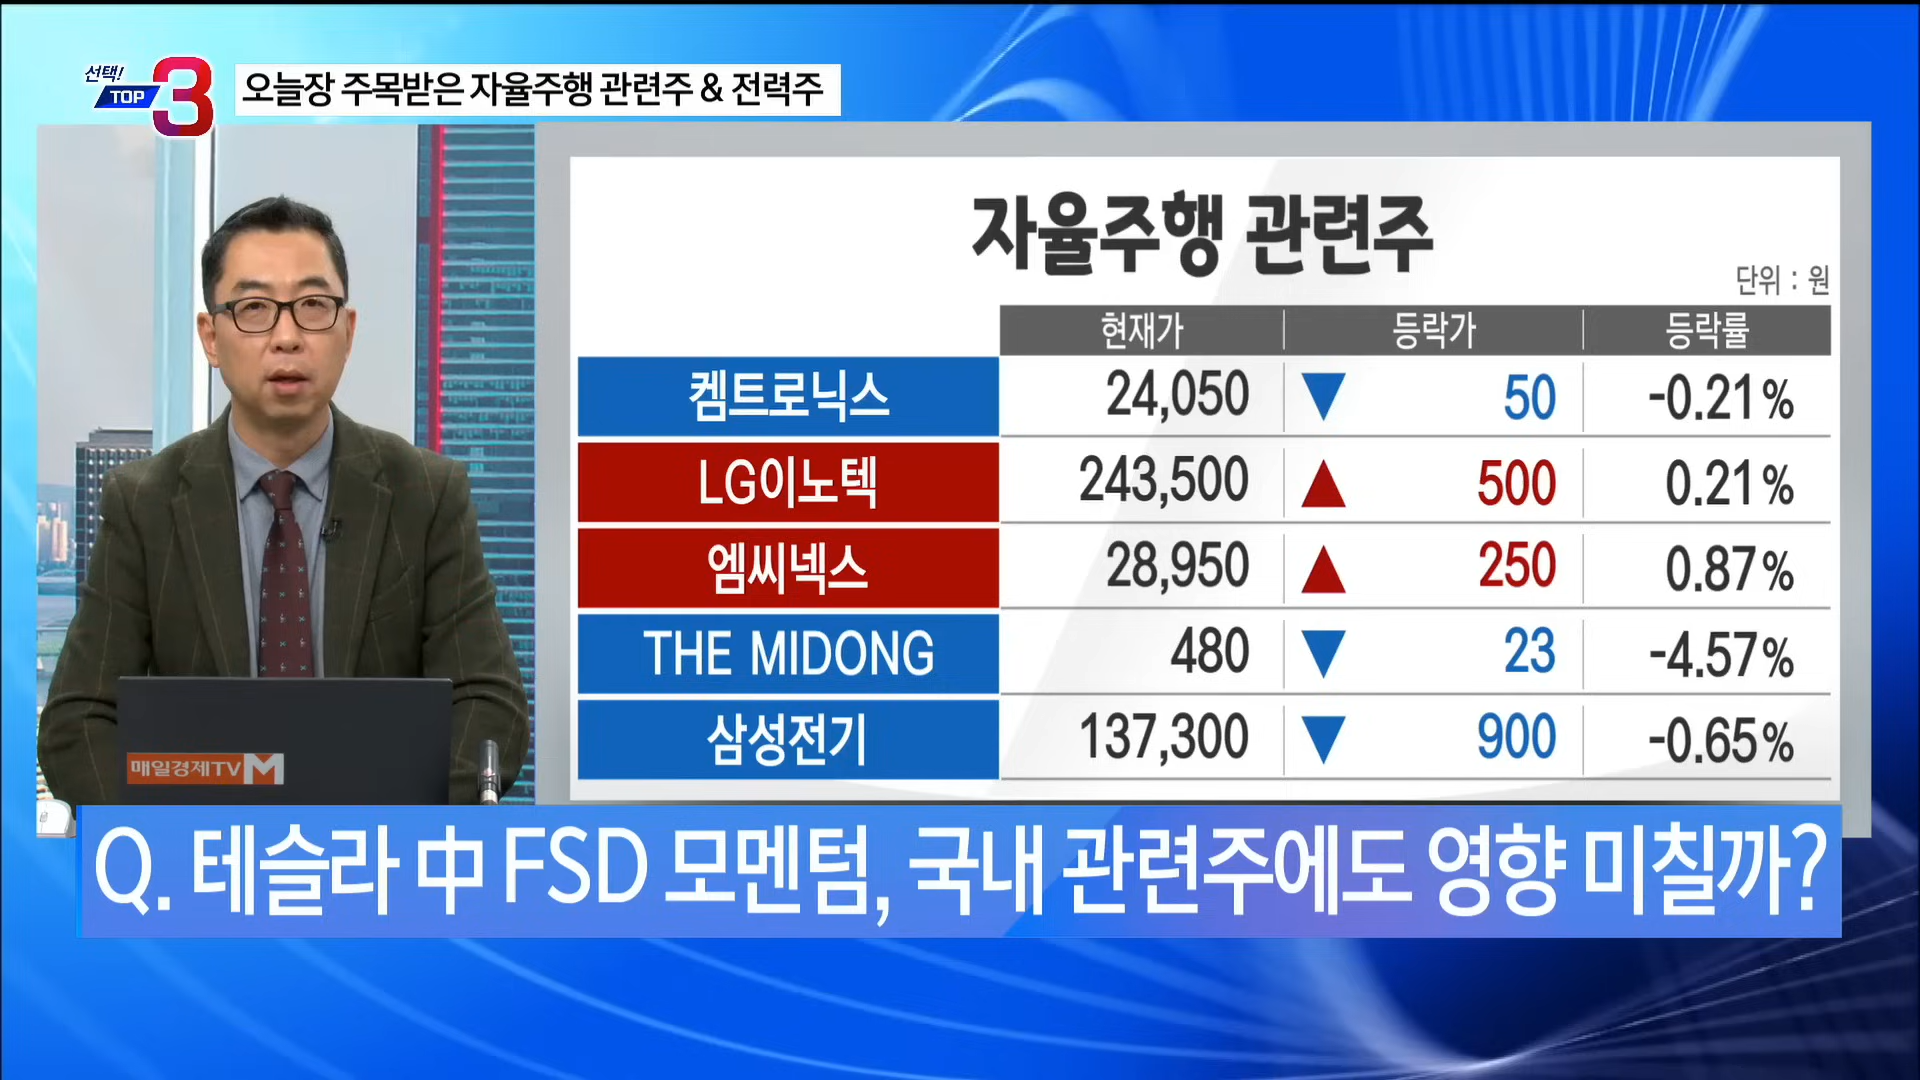 선택!
TOP 3
오늘장 주목받은 자율주행 관련주 & 전력주
자율주행 관련주
단위 : 원
현재가 등락가 등락률
켐트로닉스 24,050 ▼ 50 -0.21%
LG이노텍 243,500 ▲ 500 0.21%
엠씨넥스 28,950 ▲ 250 0.87%
THE MIDONG 480 ▼ 23 -4.57%
삼성전기 137,300 ▼ 900 -0.65%
매일경제TV M
Q. 테슬라 中 FSD 모멘텀, 국내 관련주에도 영향 미칠까?